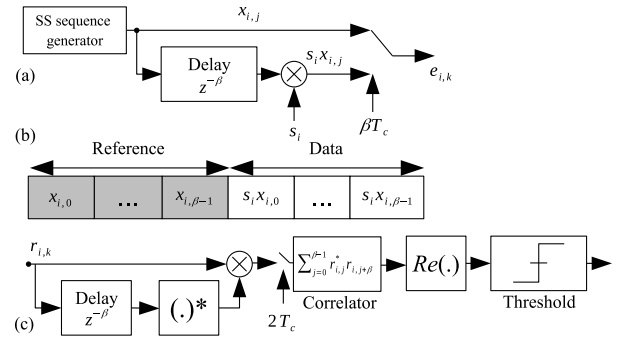 SS sequence generator
x_{i,j}
Delay z^{-β}
s_i x_{i,j}
e_{i,k}
(a)
s_i
βT_c
(b)
Reference
Data
x_{i,0} ... x_{i,β−1} s_i x_{i,0} ... s_i x_{i,β−1}
r_{i,k}
∑_{j=0}^{β−1} r^*_{i,j} r_{i,j+β}
Re(.)
Delay z^{-β}
(.)*
Correlator
Threshold
(c)
2T_c